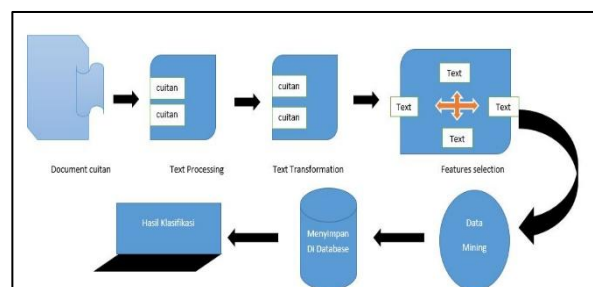 cuitan
cuitan
cuitan
cuitan
Text
Text
Text
Text
Document cuitan
Text Processing
Text Transformation
Features selection
Hasil Klasifikasi
Menyimpan
Di Database
Data
Mining